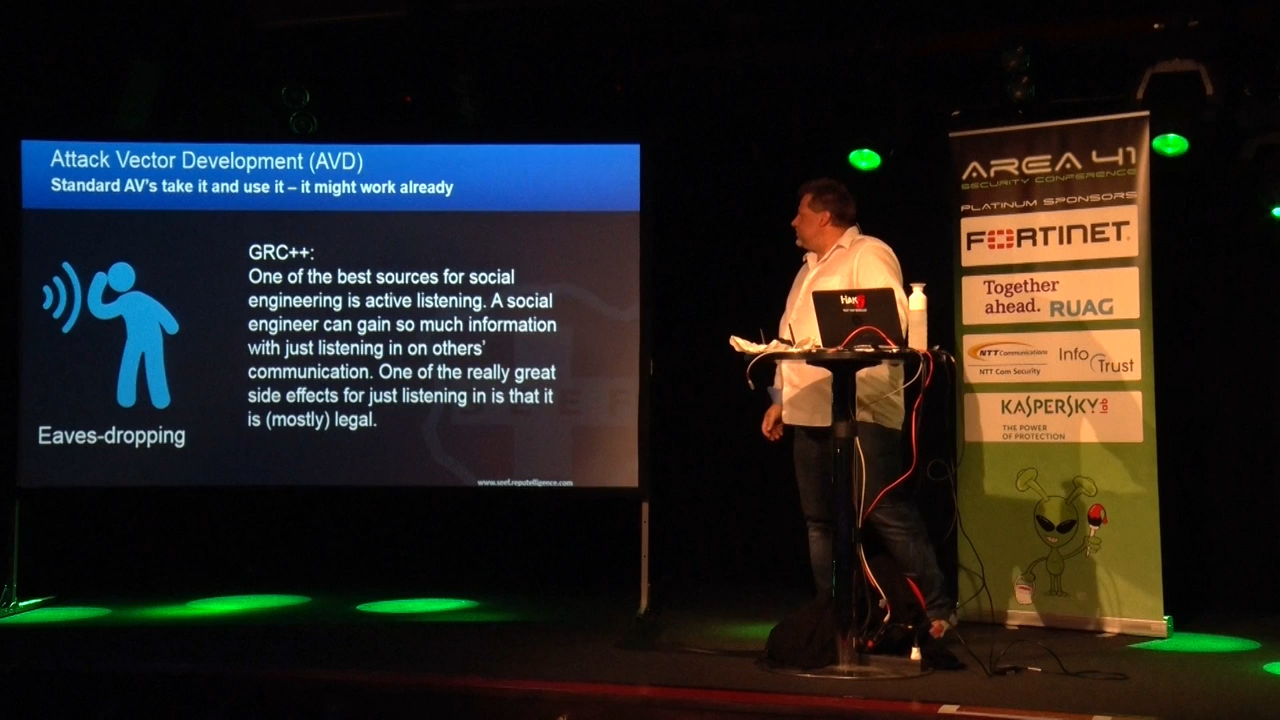 Attack Vector Development (AVD)
Standard AV's take it and use it – it might work already
GRC++:
One of the best sources for social
engineering is active listening. A social
engineer can gain so much information
with just listening in on others'
communication. One of the really great
side effects for just listening in is that it
is (mostly) legal.
Eaves-dropping
www.seef.reputelligence.com
HAK5
AREA 41
SECURITY CONFERENCE
PLATINUM SPONSORS
FORTINET
Together
ahead. RUAG
NTT Communications
NTT Com Security
Info
Trust
KASPERSKY lab
THE POWER
OF PROTECTION